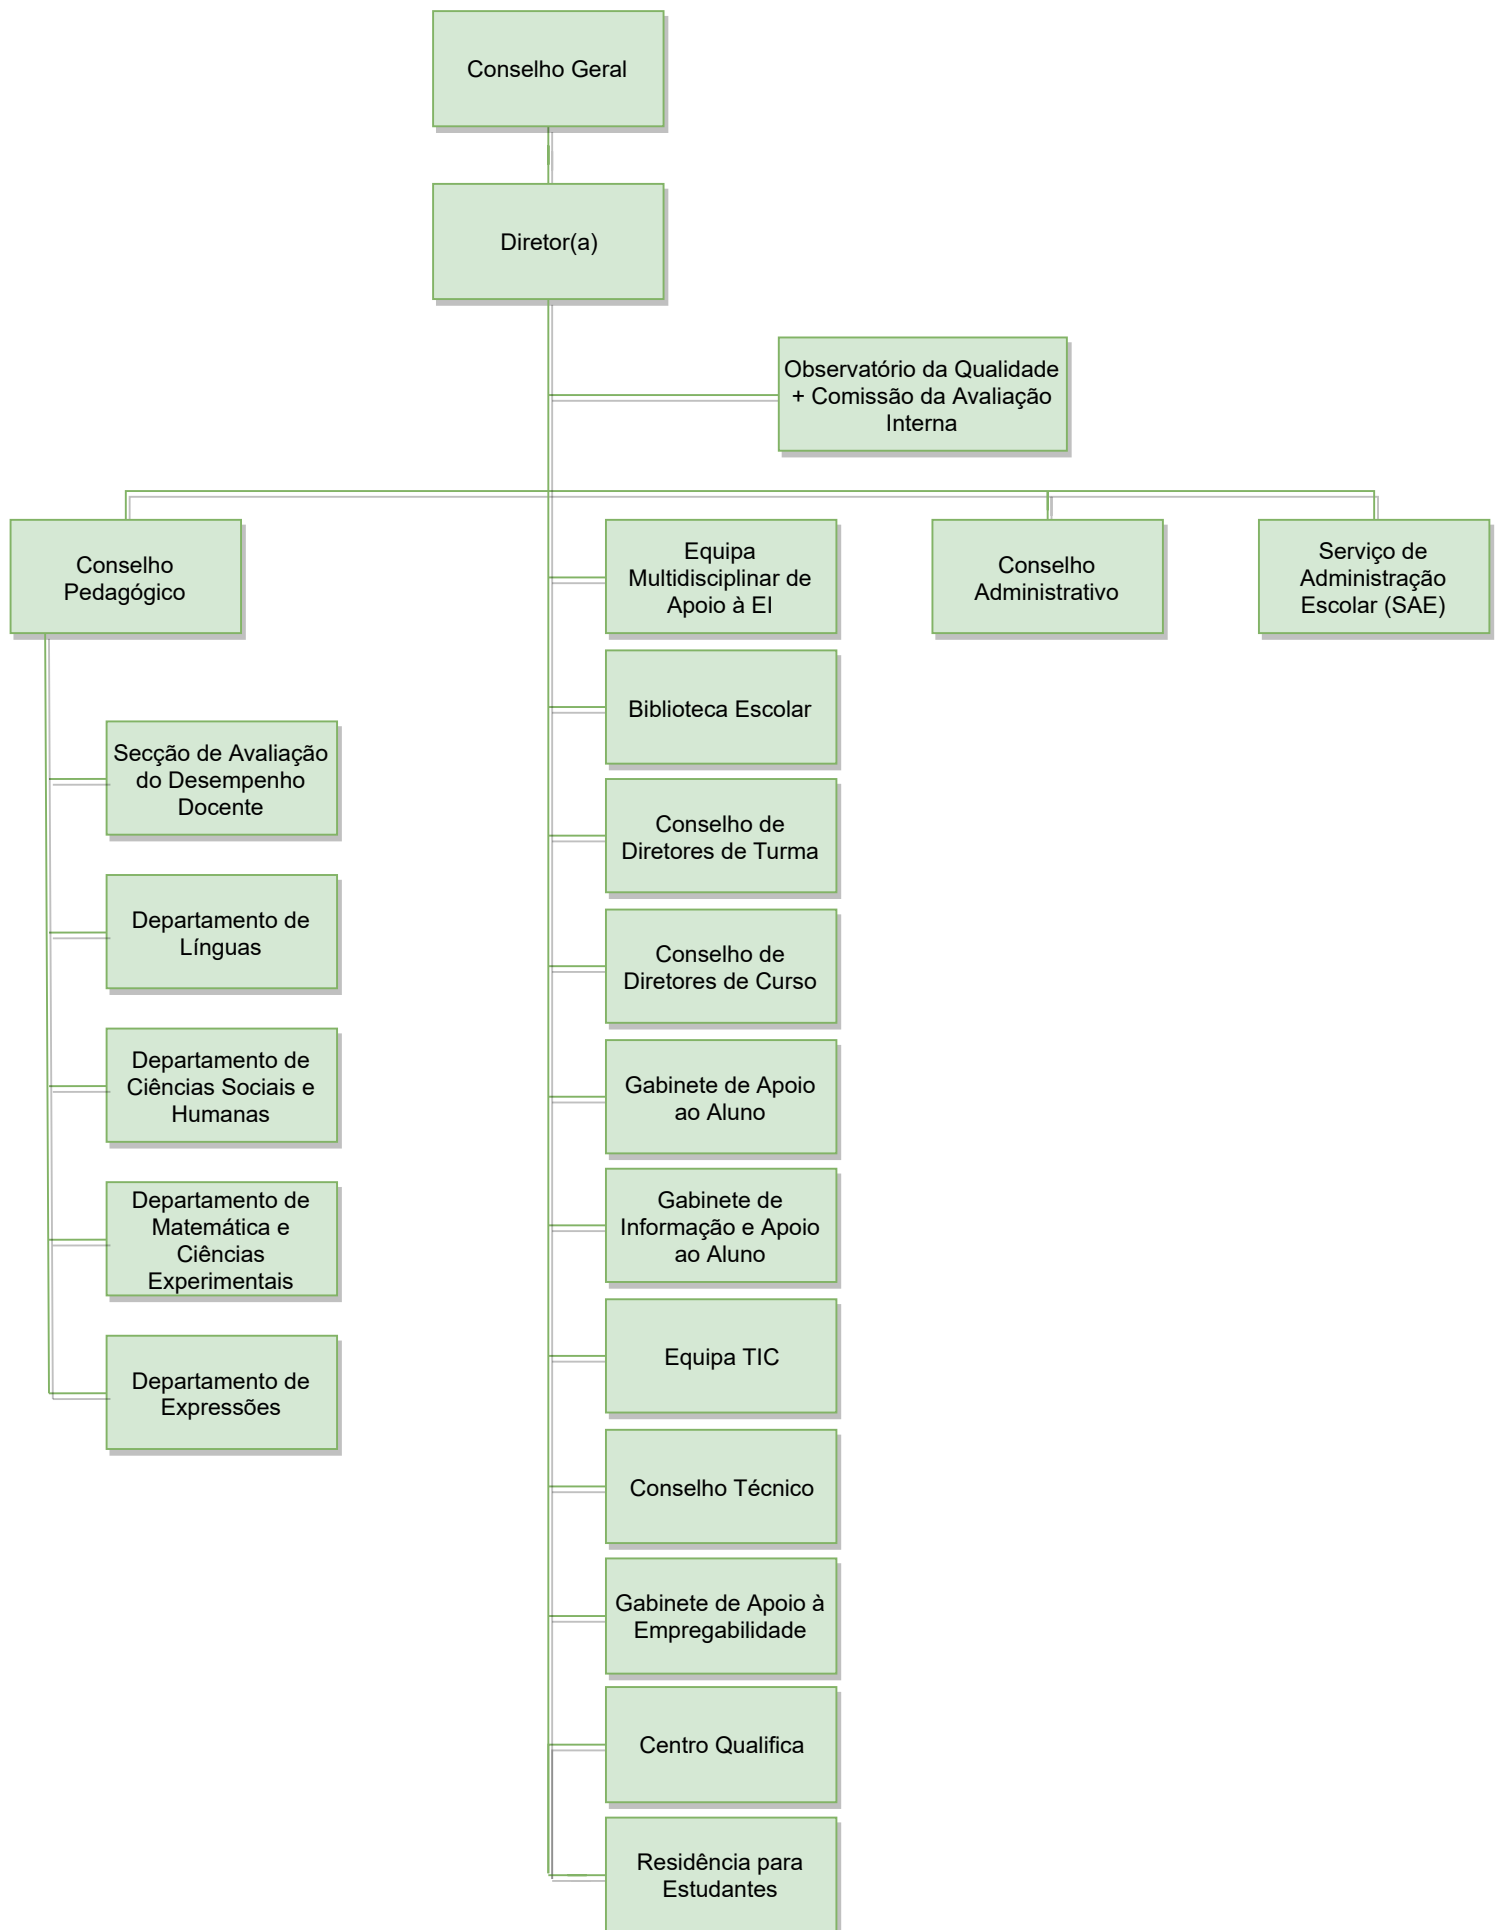 Conselho Geral
Diretor(a)
Observatório da Qualidade
+ Comissão da Avaliação
Interna
Conselho
Pedagógico
Equipa
Multidisciplinar de
Apoio à EI
Conselho
Administrativo
Serviço de
Administração
Escolar (SAE)
Secção de Avaliação
do Desempenho
Docente
Departamento de
Línguas
Departamento de
Ciências Sociais e
Humanas
Departamento de
Matemática e
Ciências
Experimentais
Departamento de
Expressões
Biblioteca Escolar
Conselho de
Diretores de Turma
Conselho de
Diretores de Curso
Gabinete de Apoio
ao Aluno
Gabinete de
Informação e Apoio
ao Aluno
Equipa TIC
Conselho Técnico
Gabinete de Apoio à
Empregabilidade
Centro Qualifica
Residência para
Estudantes